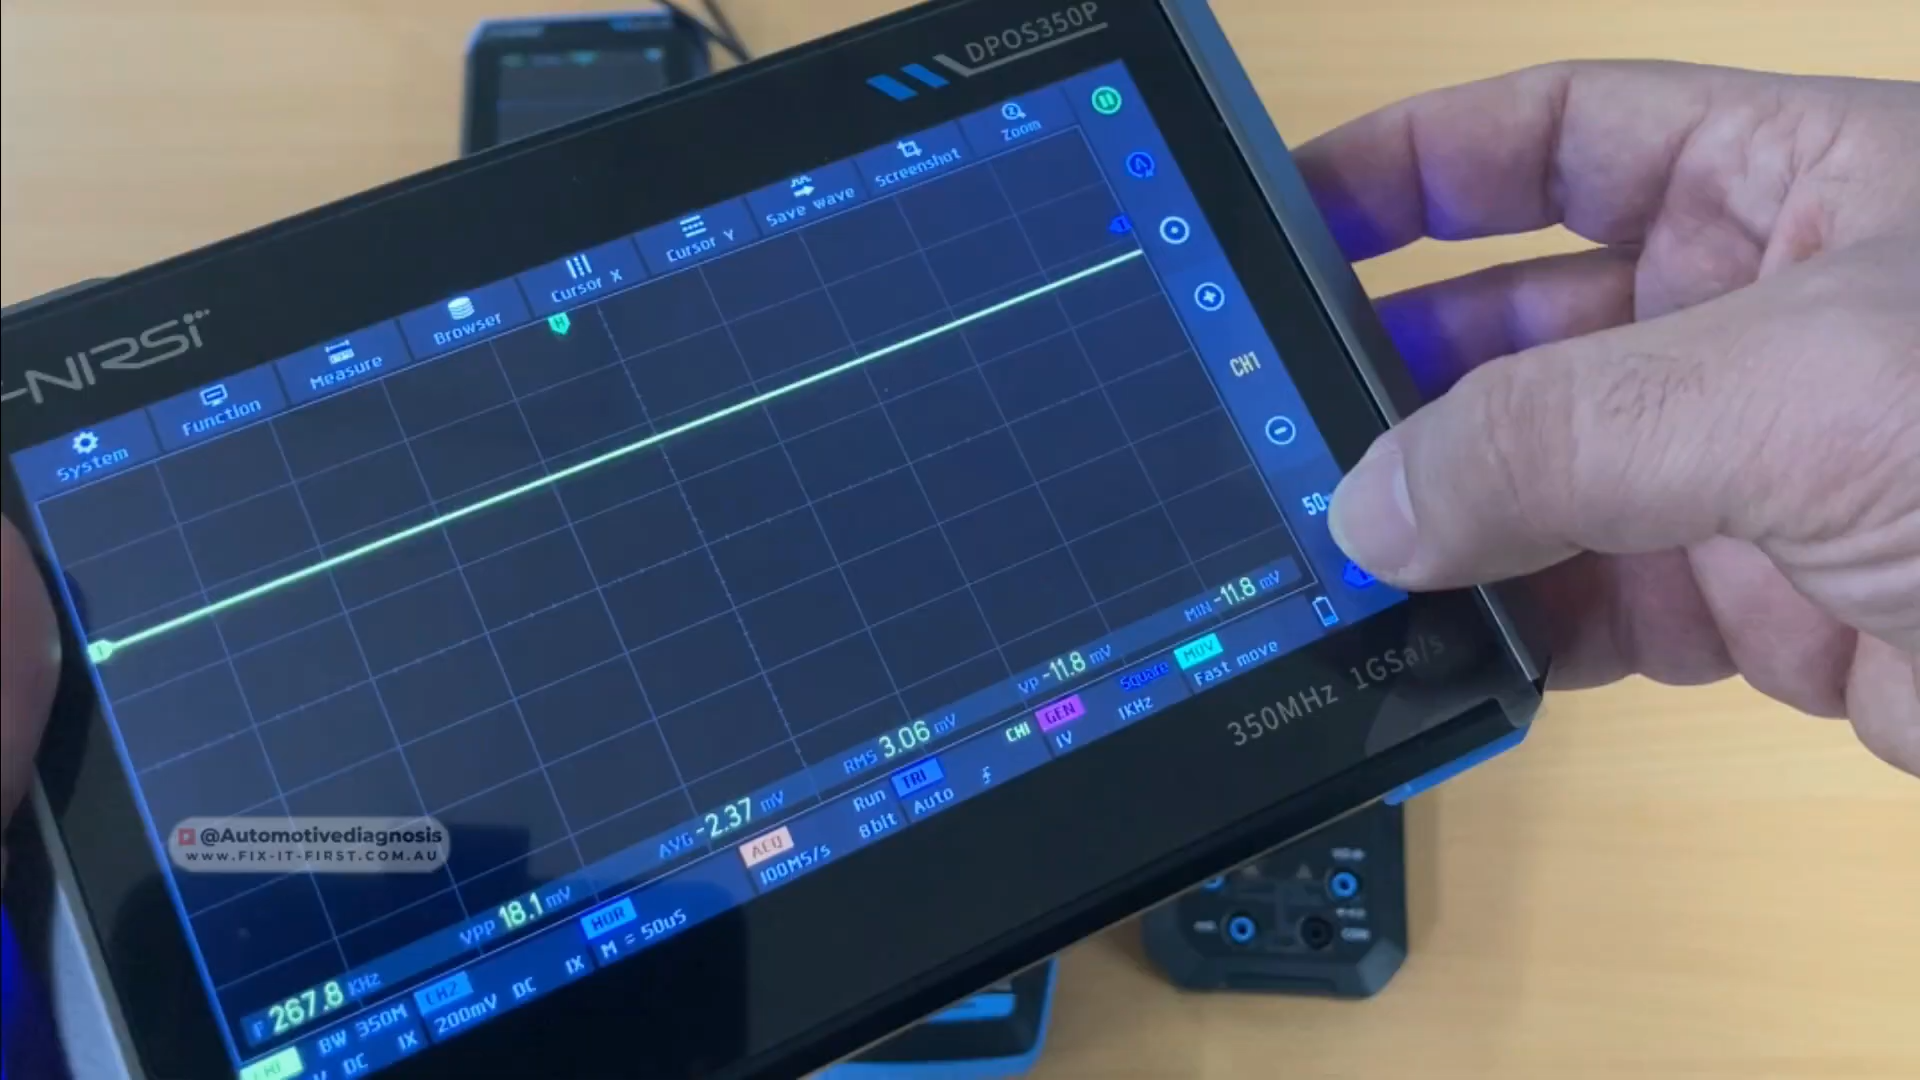 DPOS350P
NIRSI
System
Function
Measure
Browser
Cursor X
Cursor Y
Save wave
Screenshot
Zoom
H
CH1
50
1
F 267.8 KHz
VPP 18.1 mV
AVG -2.37 mV
RMS 3.06 mV
VP -11.8 mV
MIN -11.8 mV
BW 350M
DC 1X
CH2
200mV DC 1X
HOR
M = 50uS
ACQ
100MS/s
Run
8bit
TRI
Auto
CH1
GEN
1V
Square
1KHz
MOV
Fast move
350MHz 1GSa/s
@Automotivediagnosis
WWW.FIX-IT-FIRST.COM.AU